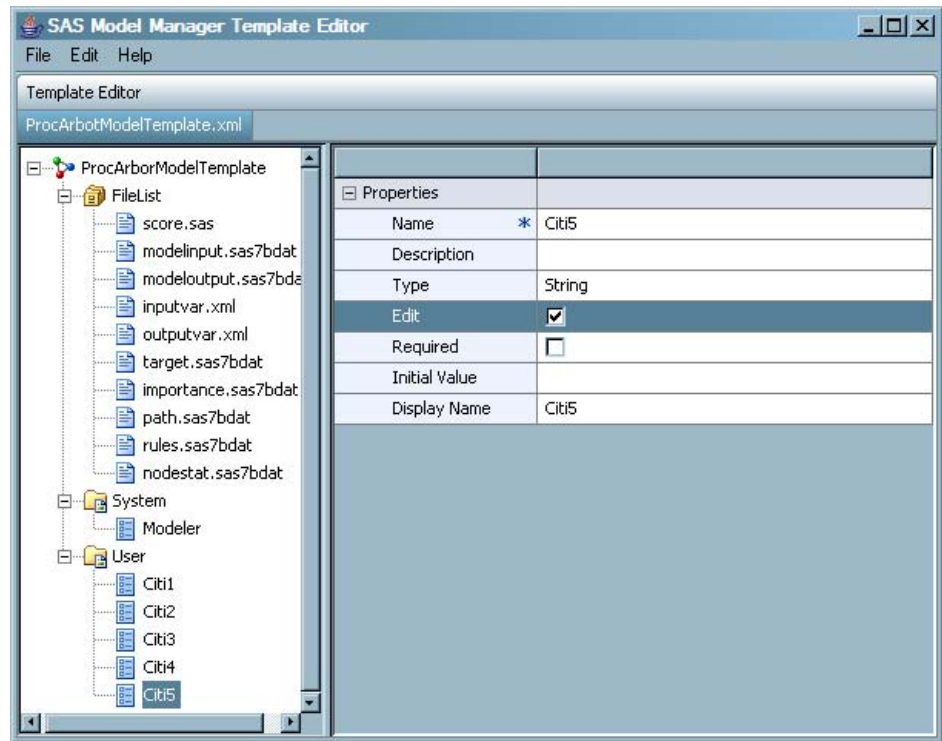 SAS Model Manager Template Editor
File Edit Help
Template Editor
ProcArbotModelTemplate.xml
ProcArborModelTemplate
FileList
score.sas
modelinput.sas7bdat
modeloutput.sas7bda
inputvar.xml
outputvar.xml
target.sas7bdat
importance.sas7bdat
path.sas7bdat
rules.sas7bdat
nodestat.sas7bdat
System
Modeler
User
Citi1
Citi2
Citi3
Citi4
Citi5
Properties
Name * Citi5
Description
Type String
Edit
Required
Initial Value
Display Name Citi5